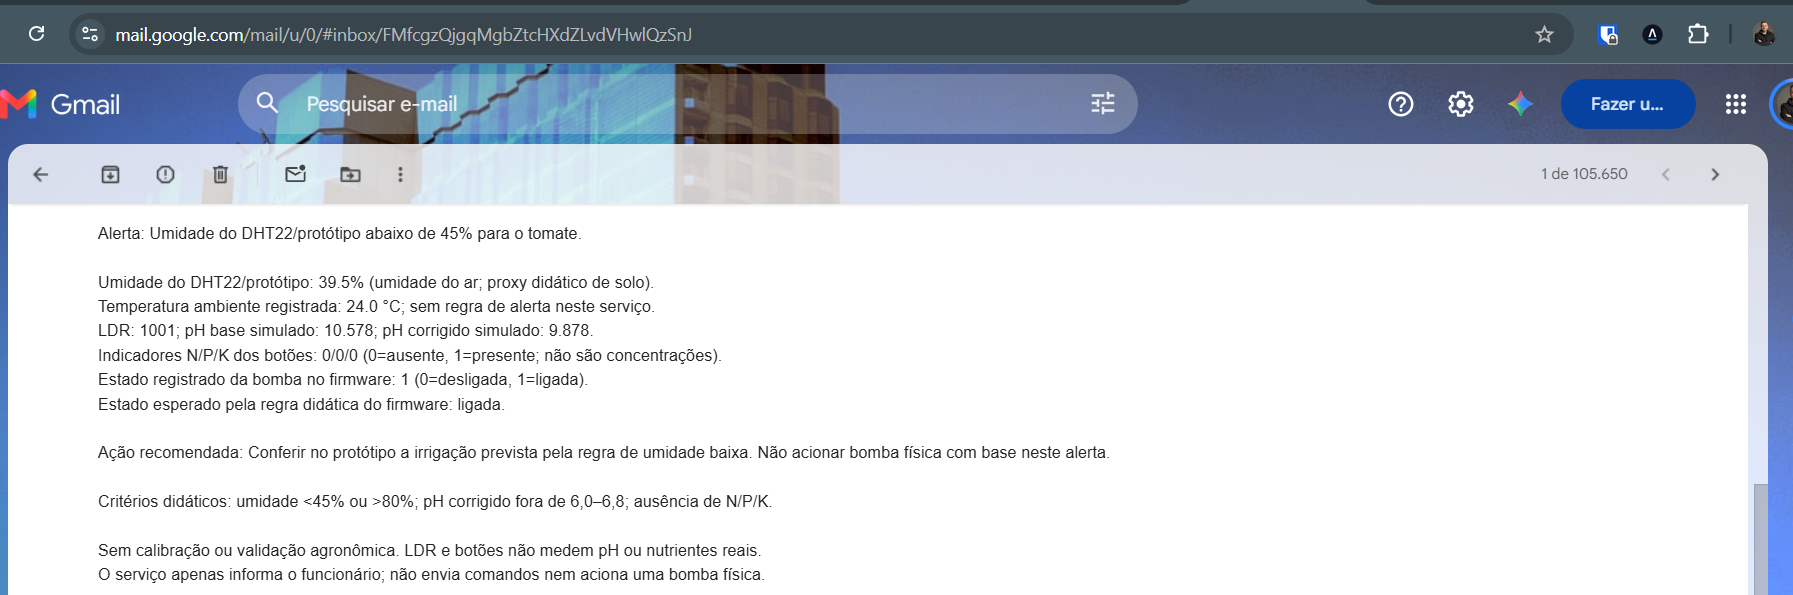 mail.google.com/mail/u/0/#inbox/FMfcgzQjgqMgbZtcHXdZLvdVHwlQzSnJ
Gmail
Pesquisar e-mail
Fazer u...
1 de 105.650
Alerta: Umidade do DHT22/protótipo abaixo de 45% para o tomate.
Umidade do DHT22/protótipo: 39.5% (umidade do ar; proxy didático de solo).
Temperatura ambiente registrada: 24.0 °C; sem regra de alerta neste serviço.
LDR: 1001; pH base simulado: 10.578; pH corrigido simulado: 9.878.
Indicadores N/P/K dos botões: 0/0/0 (0=ausente, 1=presente; não são concentrações).
Estado registrado da bomba no firmware: 1 (0=desligada, 1=ligada).
Estado esperado pela regra didática do firmware: ligada.
Ação recomendada: Conferir no protótipo a irrigação prevista pela regra de umidade baixa. Não acionar bomba física com base neste alerta.
Critérios didáticos: umidade <45% ou >80%; pH corrigido fora de 6,0–6,8; ausência de N/P/K.
Sem calibração ou validação agronômica. LDR e botões não medem pH ou nutrientes reais.
O serviço apenas informa o funcionário; não envia comandos nem aciona uma bomba física.